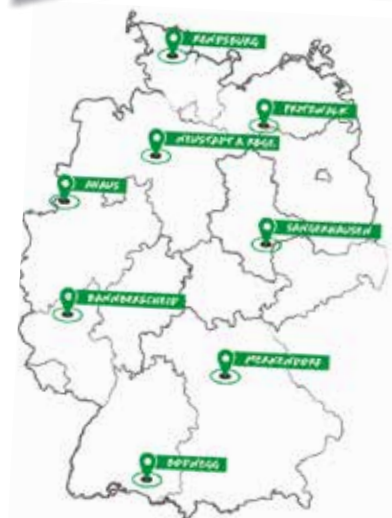 RENDSBURG
PRITZWALK
NEUSTADT A. RBGE.
AHAUS
SANGERHAUSEN
BANNBERSCHEID
MERKENDORF
BODNEGG